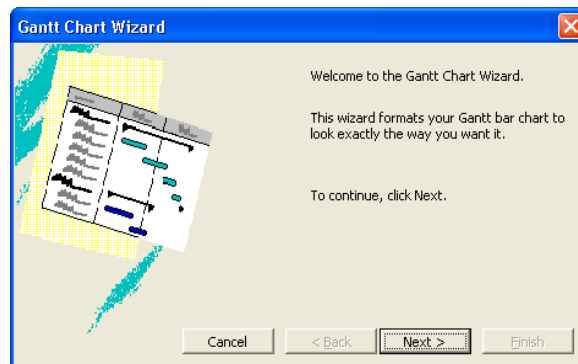 Gantt Chart Wizard
Welcome to the Gantt Chart Wizard.
This wizard formats your Gantt bar chart to
look exactly the way you want it.
To continue, click Next.
Cancel
< Back
Next >
Finish